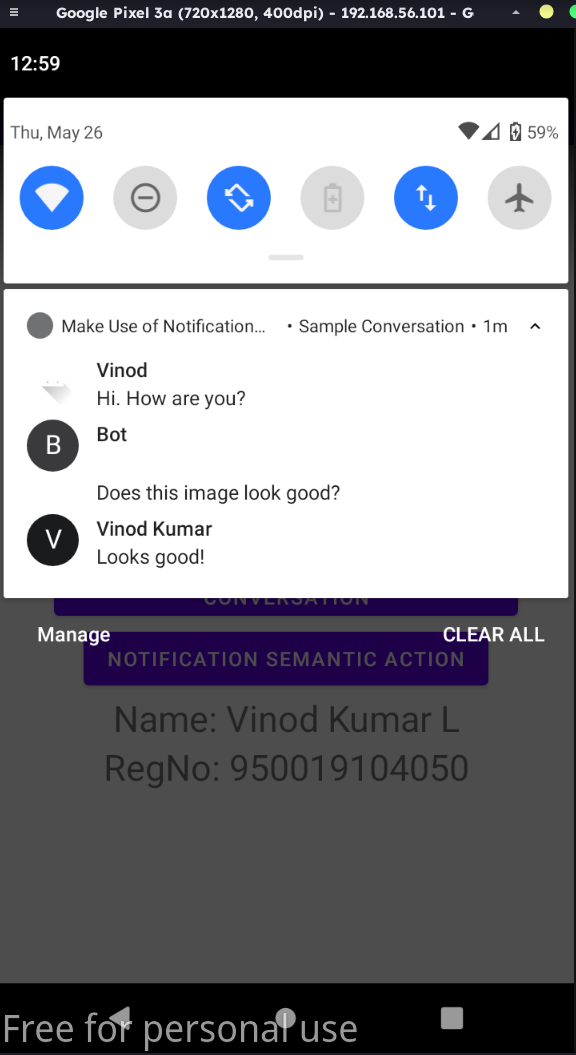 Google Pixel 3a (720x1280, 400dpi) - 192.168.56.101 - G
12:59
Thu, May 26
59%
Make Use of Notification... • Sample Conversation • 1m
Vinod
Hi. How are you?
B
Bot
Does this image look good?
V
Vinod Kumar
Looks good!
CONVERSATION
Manage
CLEAR ALL
NOTIFICATION SEMANTIC ACTION
Name: Vinod Kumar L
RegNo: 950019104050
Free for personal use